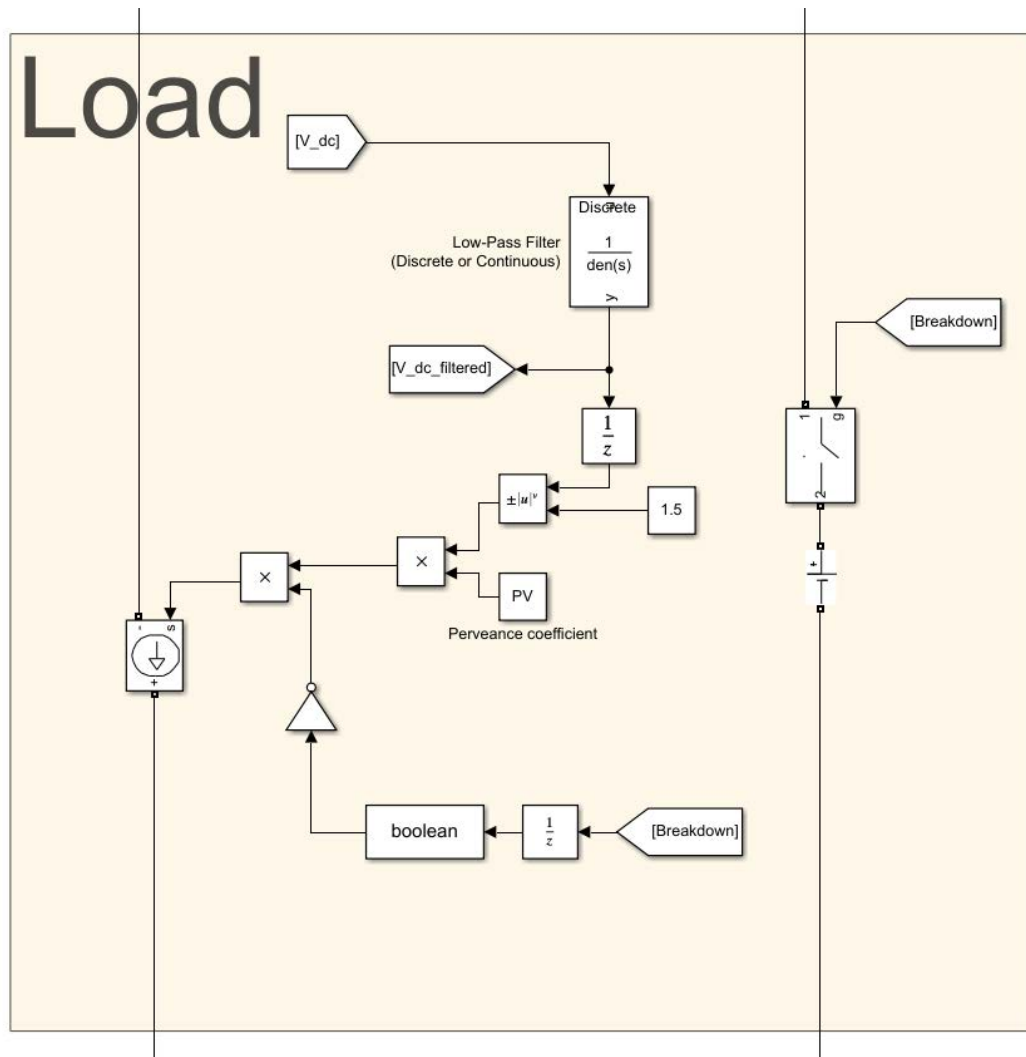 Load
[V_dc]
Discrete
u
1
den(s)
y
Low-Pass Filter
(Discrete or Continuous)
[Breakdown]
[V_dc_filtered]
1
g
2
1
z
±|u|ᵛ
1.5
×
×
PV
Perveance coefficient
-
s
+
+
boolean
1
z
[Breakdown]